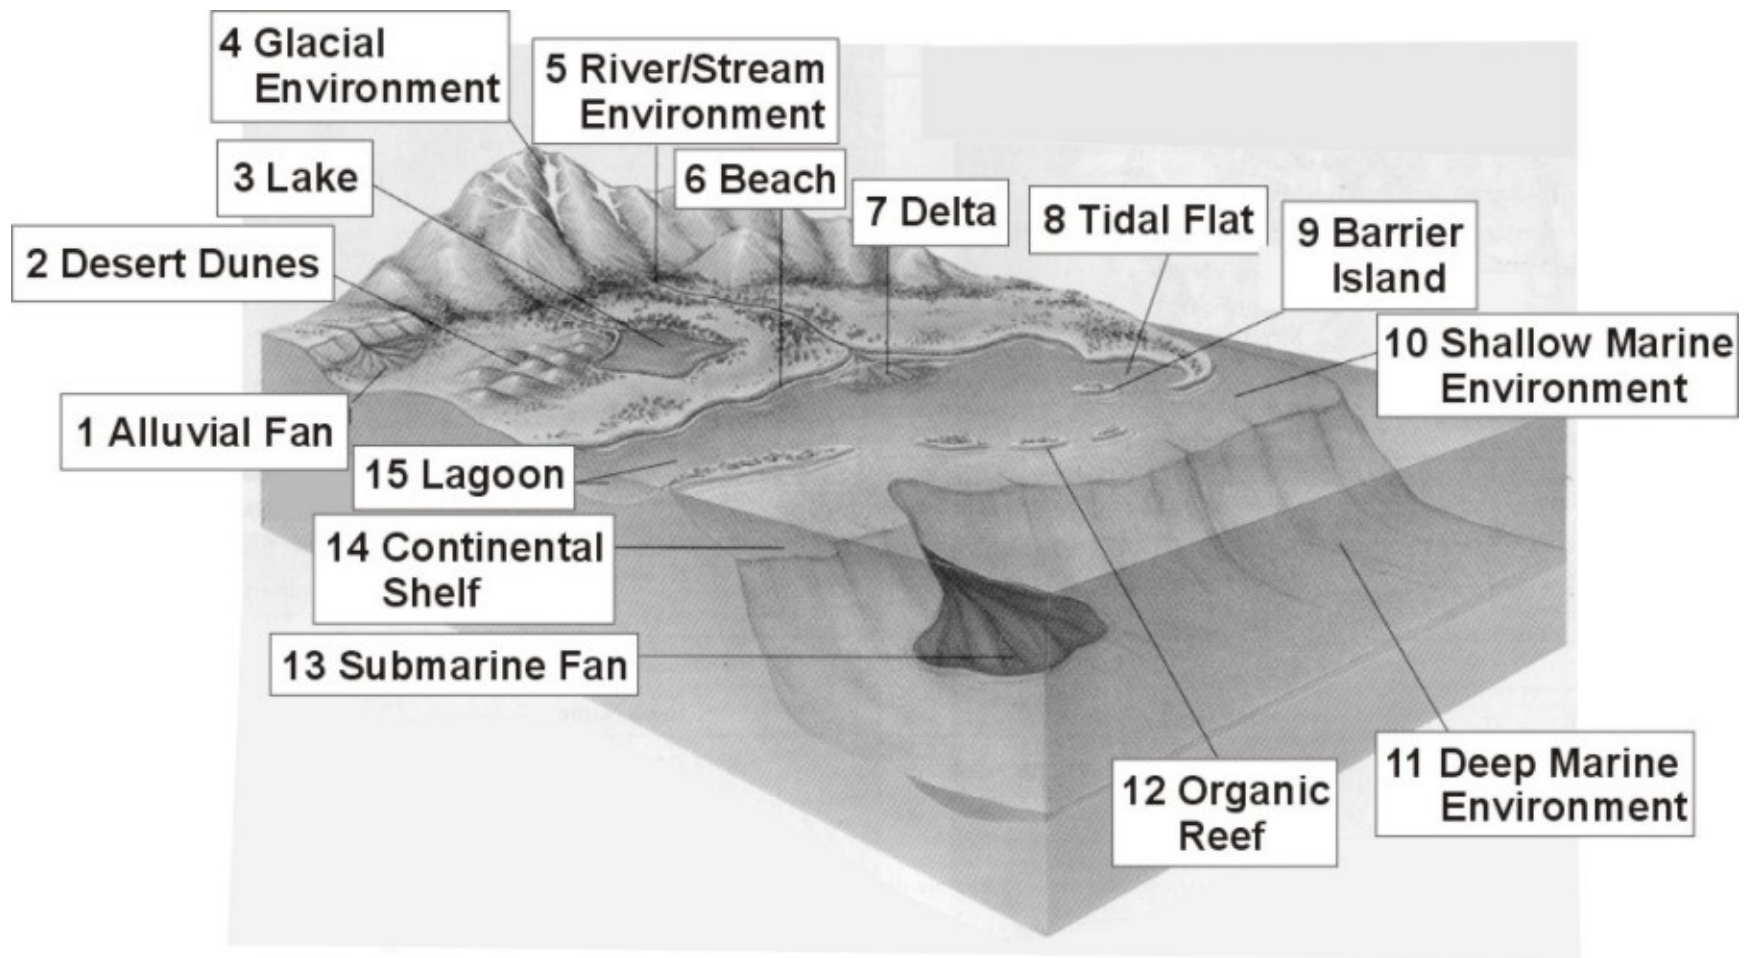 4 Glacial
Environment
5 River/Stream
Environment
3 Lake
6 Beach
7 Delta
8 Tidal Flat
9 Barrier
Island
2 Desert Dunes
10 Shallow Marine
Environment
1 Alluvial Fan
15 Lagoon
14 Continental
Shelf
13 Submarine Fan
12 Organic
Reef
11 Deep Marine
Environment